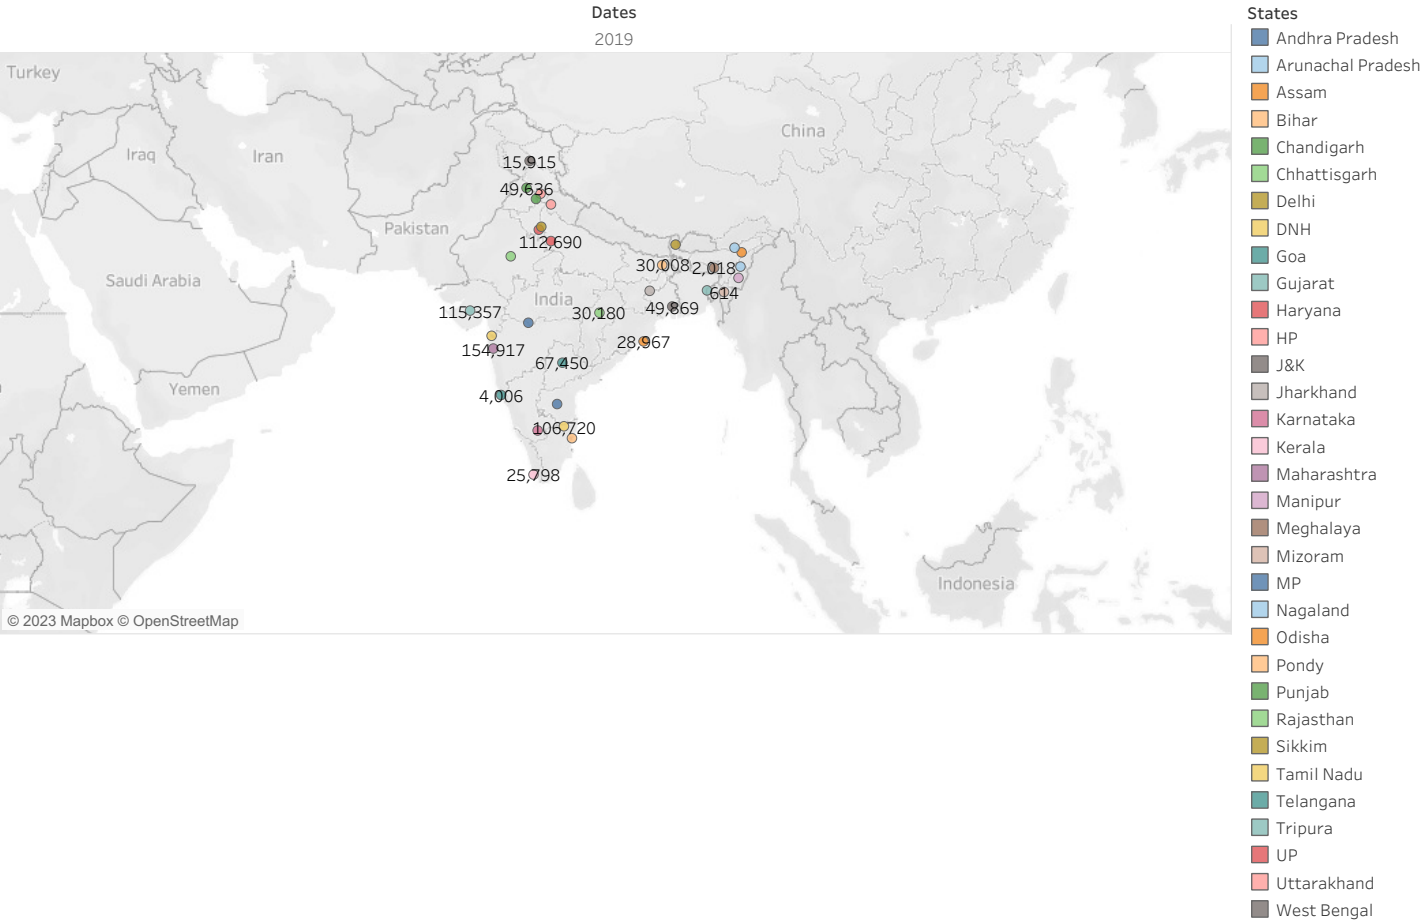 Dates
2019
Turkey
Iraq
Iran
China
Pakistan
Saudi Arabia
India
Yemen
Indonesia
15,915
49,636
112,690
30,008
2,018
614
115,357
30,180
49,869
154,917
28,967
67,450
4,006
106,720
25,798
© 2023 Mapbox © OpenStreetMap
States
Andhra Pradesh
Arunachal Pradesh
Assam
Bihar
Chandigarh
Chhattisgarh
Delhi
DNH
Goa
Gujarat
Haryana
HP
J&K
Jharkhand
Karnataka
Kerala
Maharashtra
Manipur
Meghalaya
Mizoram
MP
Nagaland
Odisha
Pondy
Punjab
Rajasthan
Sikkim
Tamil Nadu
Telangana
Tripura
UP
Uttarakhand
West Bengal